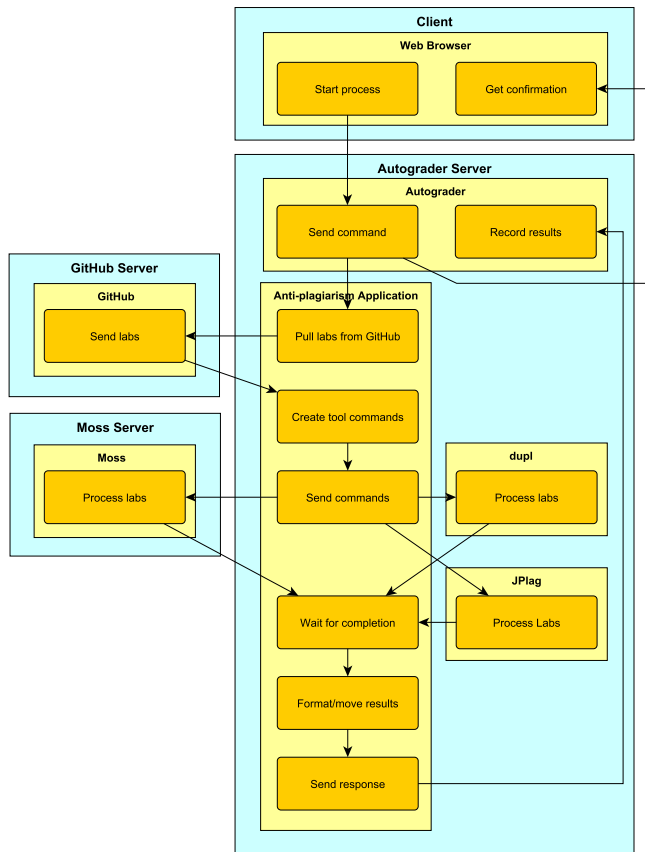 Client
Web Browser
Start process
Get confirmation
Autograder Server
Autograder
Send command
Record results
GitHub Server
GitHub
Send labs
Anti-plagiarism Application
Pull labs from GitHub
Create tool commands
Moss Server
Moss
Process labs
Send commands
dupl
Process labs
JPlag
Process Labs
Wait for completion
Format/move results
Send response